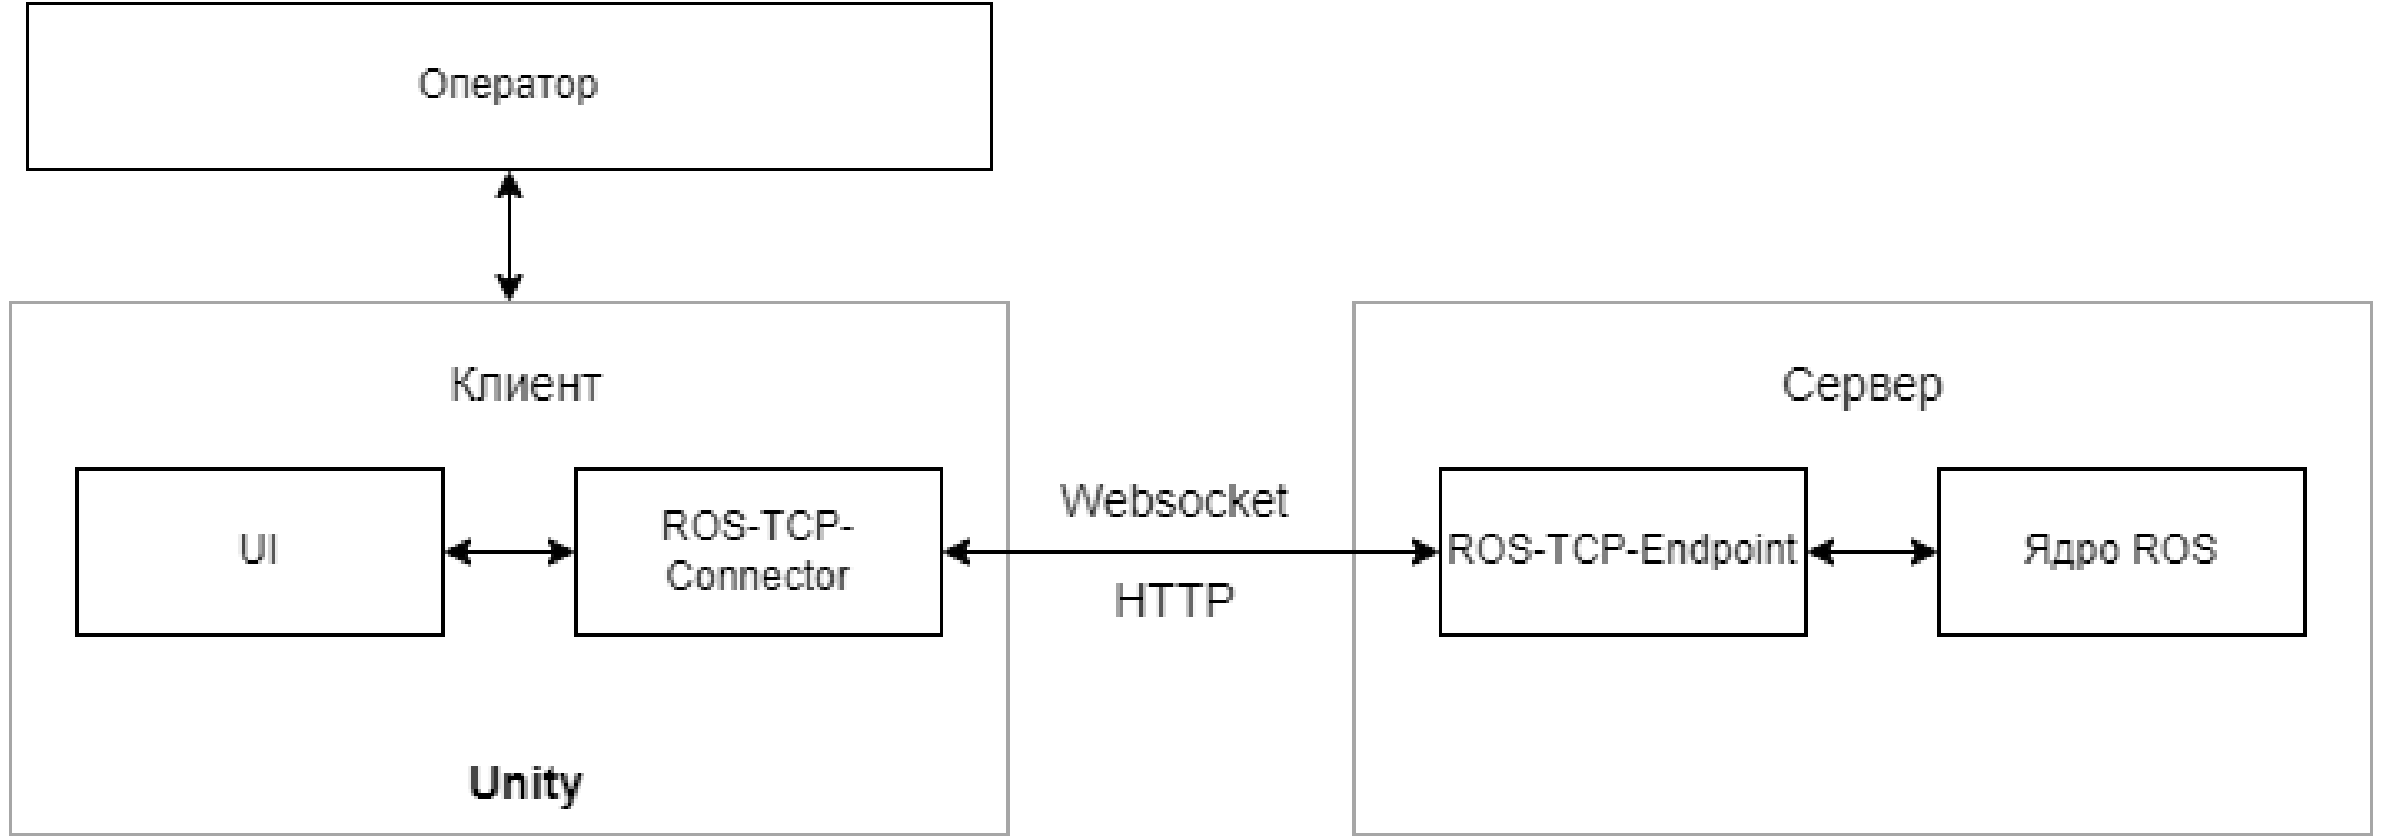 Оператор
Клиент
Сервер
UI
ROS-TCP-
Connector
Websocket
HTTP
ROS-TCP-Endpoint
Ядро ROS
Unity